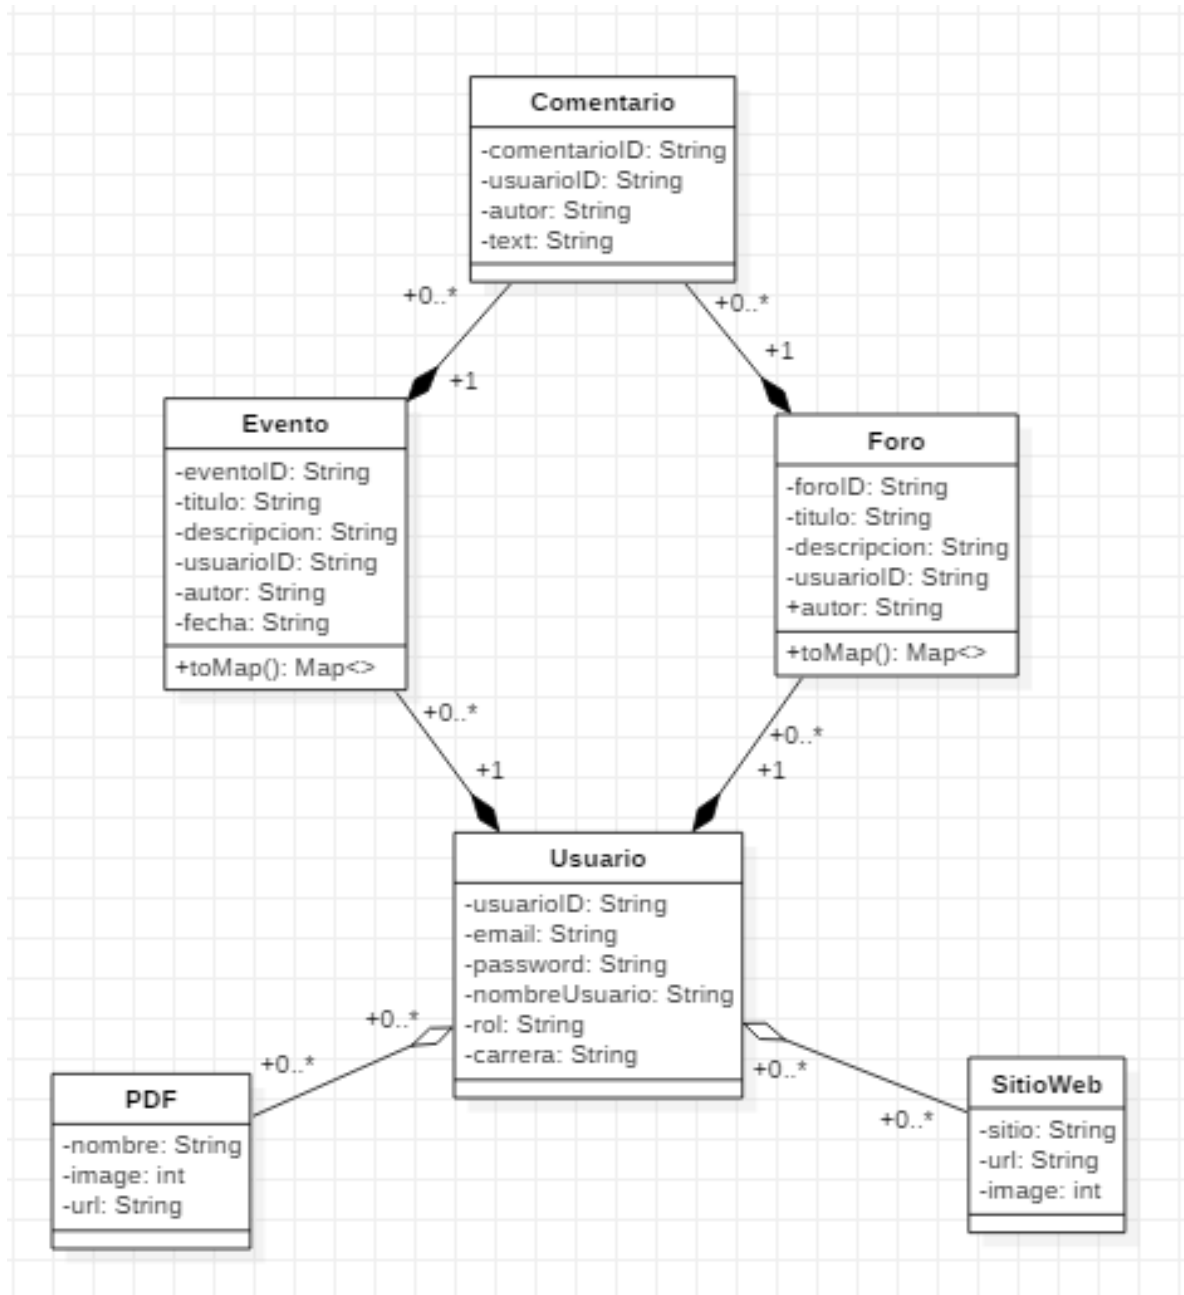 Comentario
-comentarioID: String
-usuarioID: String
-autor: String
-text: String
+0..*
+0..*
+1
+1
Evento
-eventoID: String
-titulo: String
-descripcion: String
-usuarioID: String
-autor: String
-fecha: String
+toMap(): Map<>
Foro
-foroID: String
-titulo: String
-descripcion: String
-usuarioID: String
+autor: String
+toMap(): Map<>
+0..*
+0..*
+1
+1
Usuario
-usuarioID: String
-email: String
-password: String
-nombreUsuario: String
-rol: String
-carrera: String
+0..*
+0..*
+0..*
+0..*
PDF
-nombre: String
-image: int
-url: String
SitioWeb
-sitio: String
-url: String
-image: int